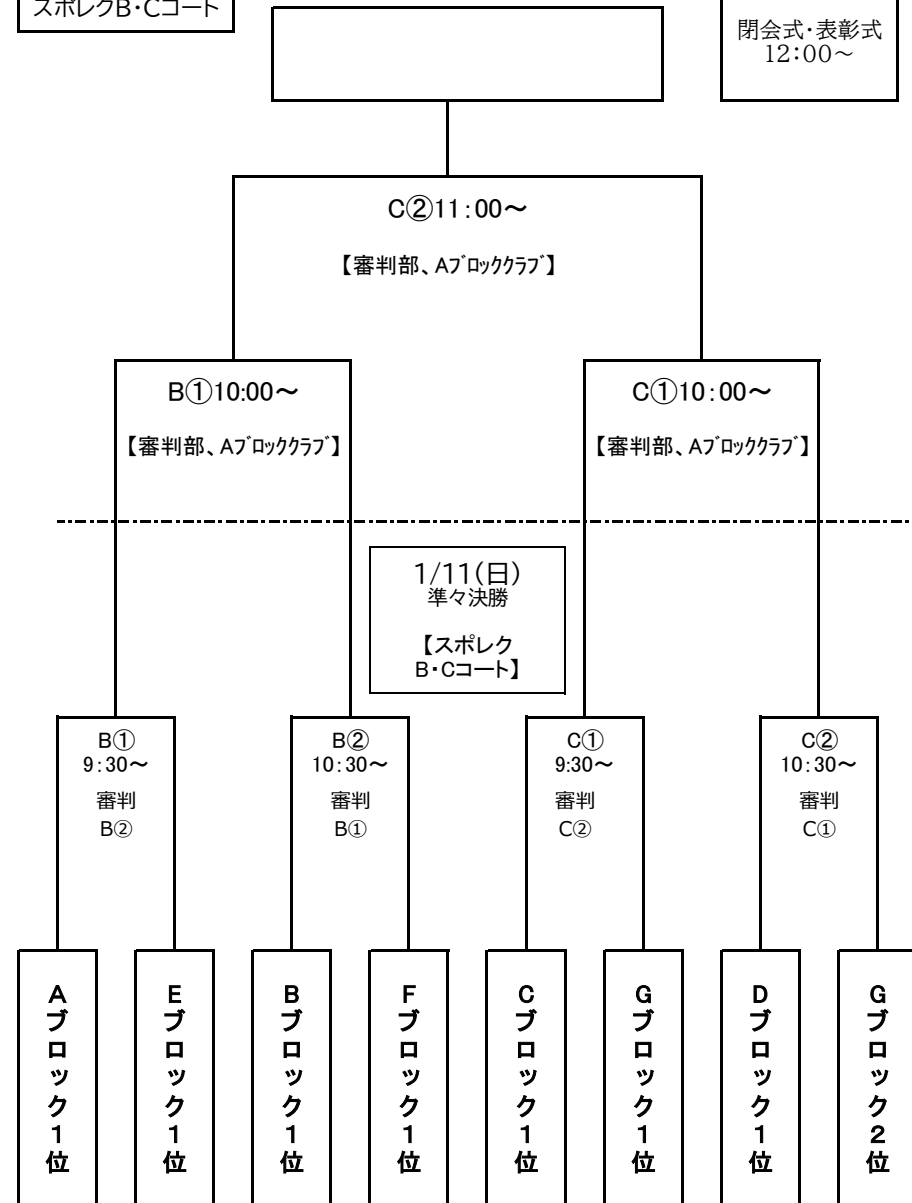 スポレクB・Cコート
閉会式・表彰式
12:00～
C②11:00～
【審判部、Aﾌﾞﾛｯｸｸﾗﾌﾞ】
B①10:00～
C①10:00～
【審判部、Aﾌﾞﾛｯｸｸﾗﾌﾞ】
【審判部、Aﾌﾞﾛｯｸｸﾗﾌﾞ】
1/11(日)
準々決勝
【スポレク
B・Cコート】
B①
9:30～
審判
B②
B②
10:30～
審判
B①
C①
9:30～
審判
C②
C②
10:30～
審判
C①
Aブロック1位
Eブロック1位
Bブロック1位
Fブロック1位
Cブロック1位
Gブロック1位
Dブロック1位
Gブロック2位